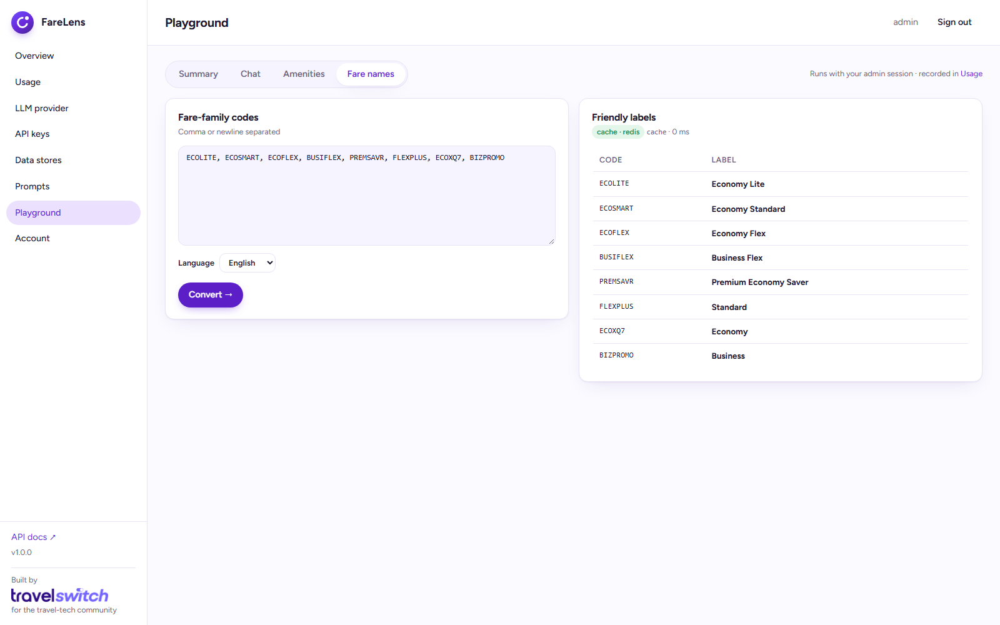 FareLens
Overview
Usage
LLM provider
API keys
Data stores
Prompts
Playground
Account
API docs ↗
v1.0.0
Built by
travelswitch
for the travel-tech community
Playground
admin
Sign out
Summary
Chat
Amenities
Fare names
Runs with your admin session · recorded in Usage
Fare-family codes
Comma or newline separated
ECOLITE, ECOSMART, ECOFLEX, BUSIFLEX, PREMSAVR, FLEXPLUS, ECOXQ7, BIZPROMO
Language English
Convert →
Friendly labels
cache · redis cache · 0 ms
CODE LABEL
ECOLITE Economy Lite
ECOSMART Economy Standard
ECOFLEX Economy Flex
BUSIFLEX Business Flex
PREMSAVR Premium Economy Saver
FLEXPLUS Standard
ECOXQ7 Economy
BIZPROMO Business